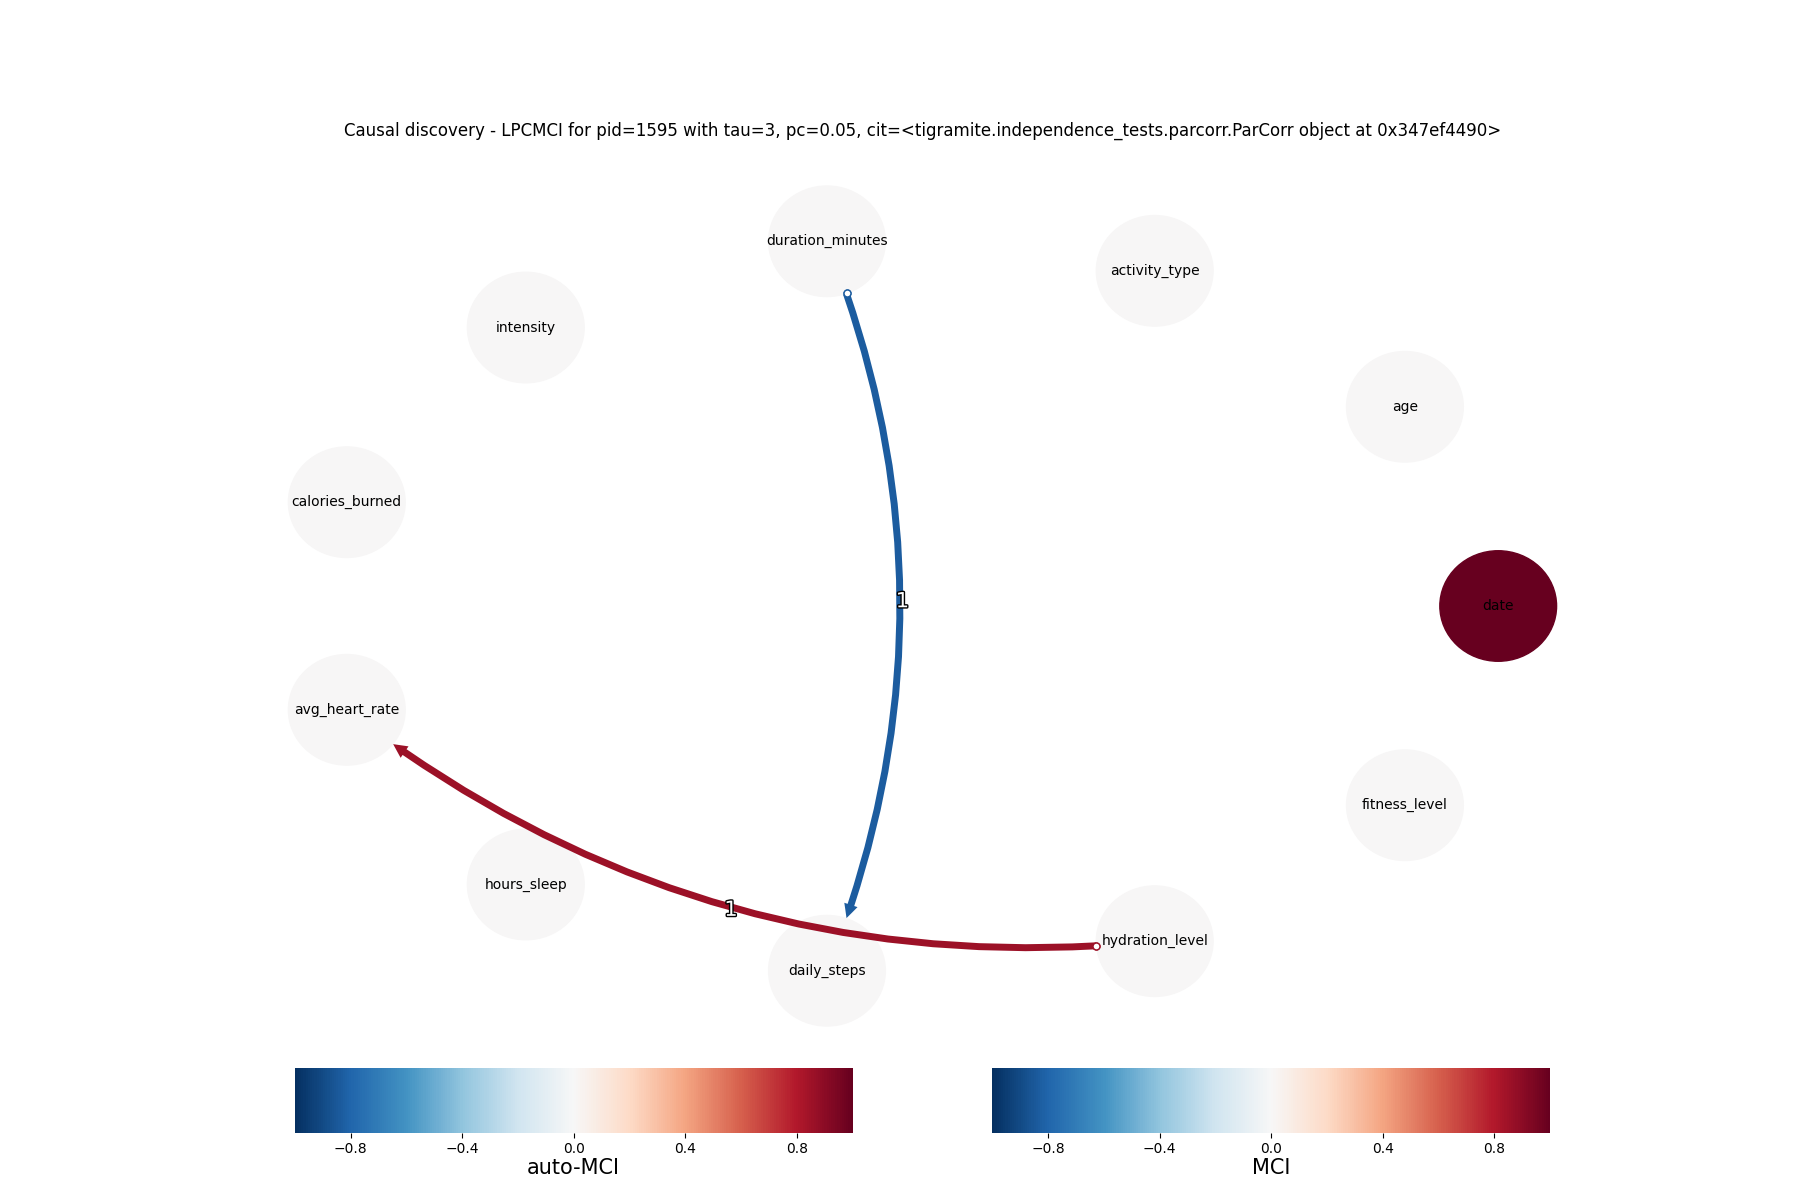 Causal discovery - LPCMCI for pid=1595 with tau=3, pc=0.05, cit=<tigramite.independence_tests.parcorr.ParCorr object at 0x347ef4490>
duration_minutes
activity_type
intensity
age
calories_burned
date
1
avg_heart_rate
fitness_level
hours_sleep
1
hydration_level
daily_steps
−0.8 −0.4 0.0 0.4 0.8
auto-MCI
−0.8 −0.4 0.0 0.4 0.8
MCI